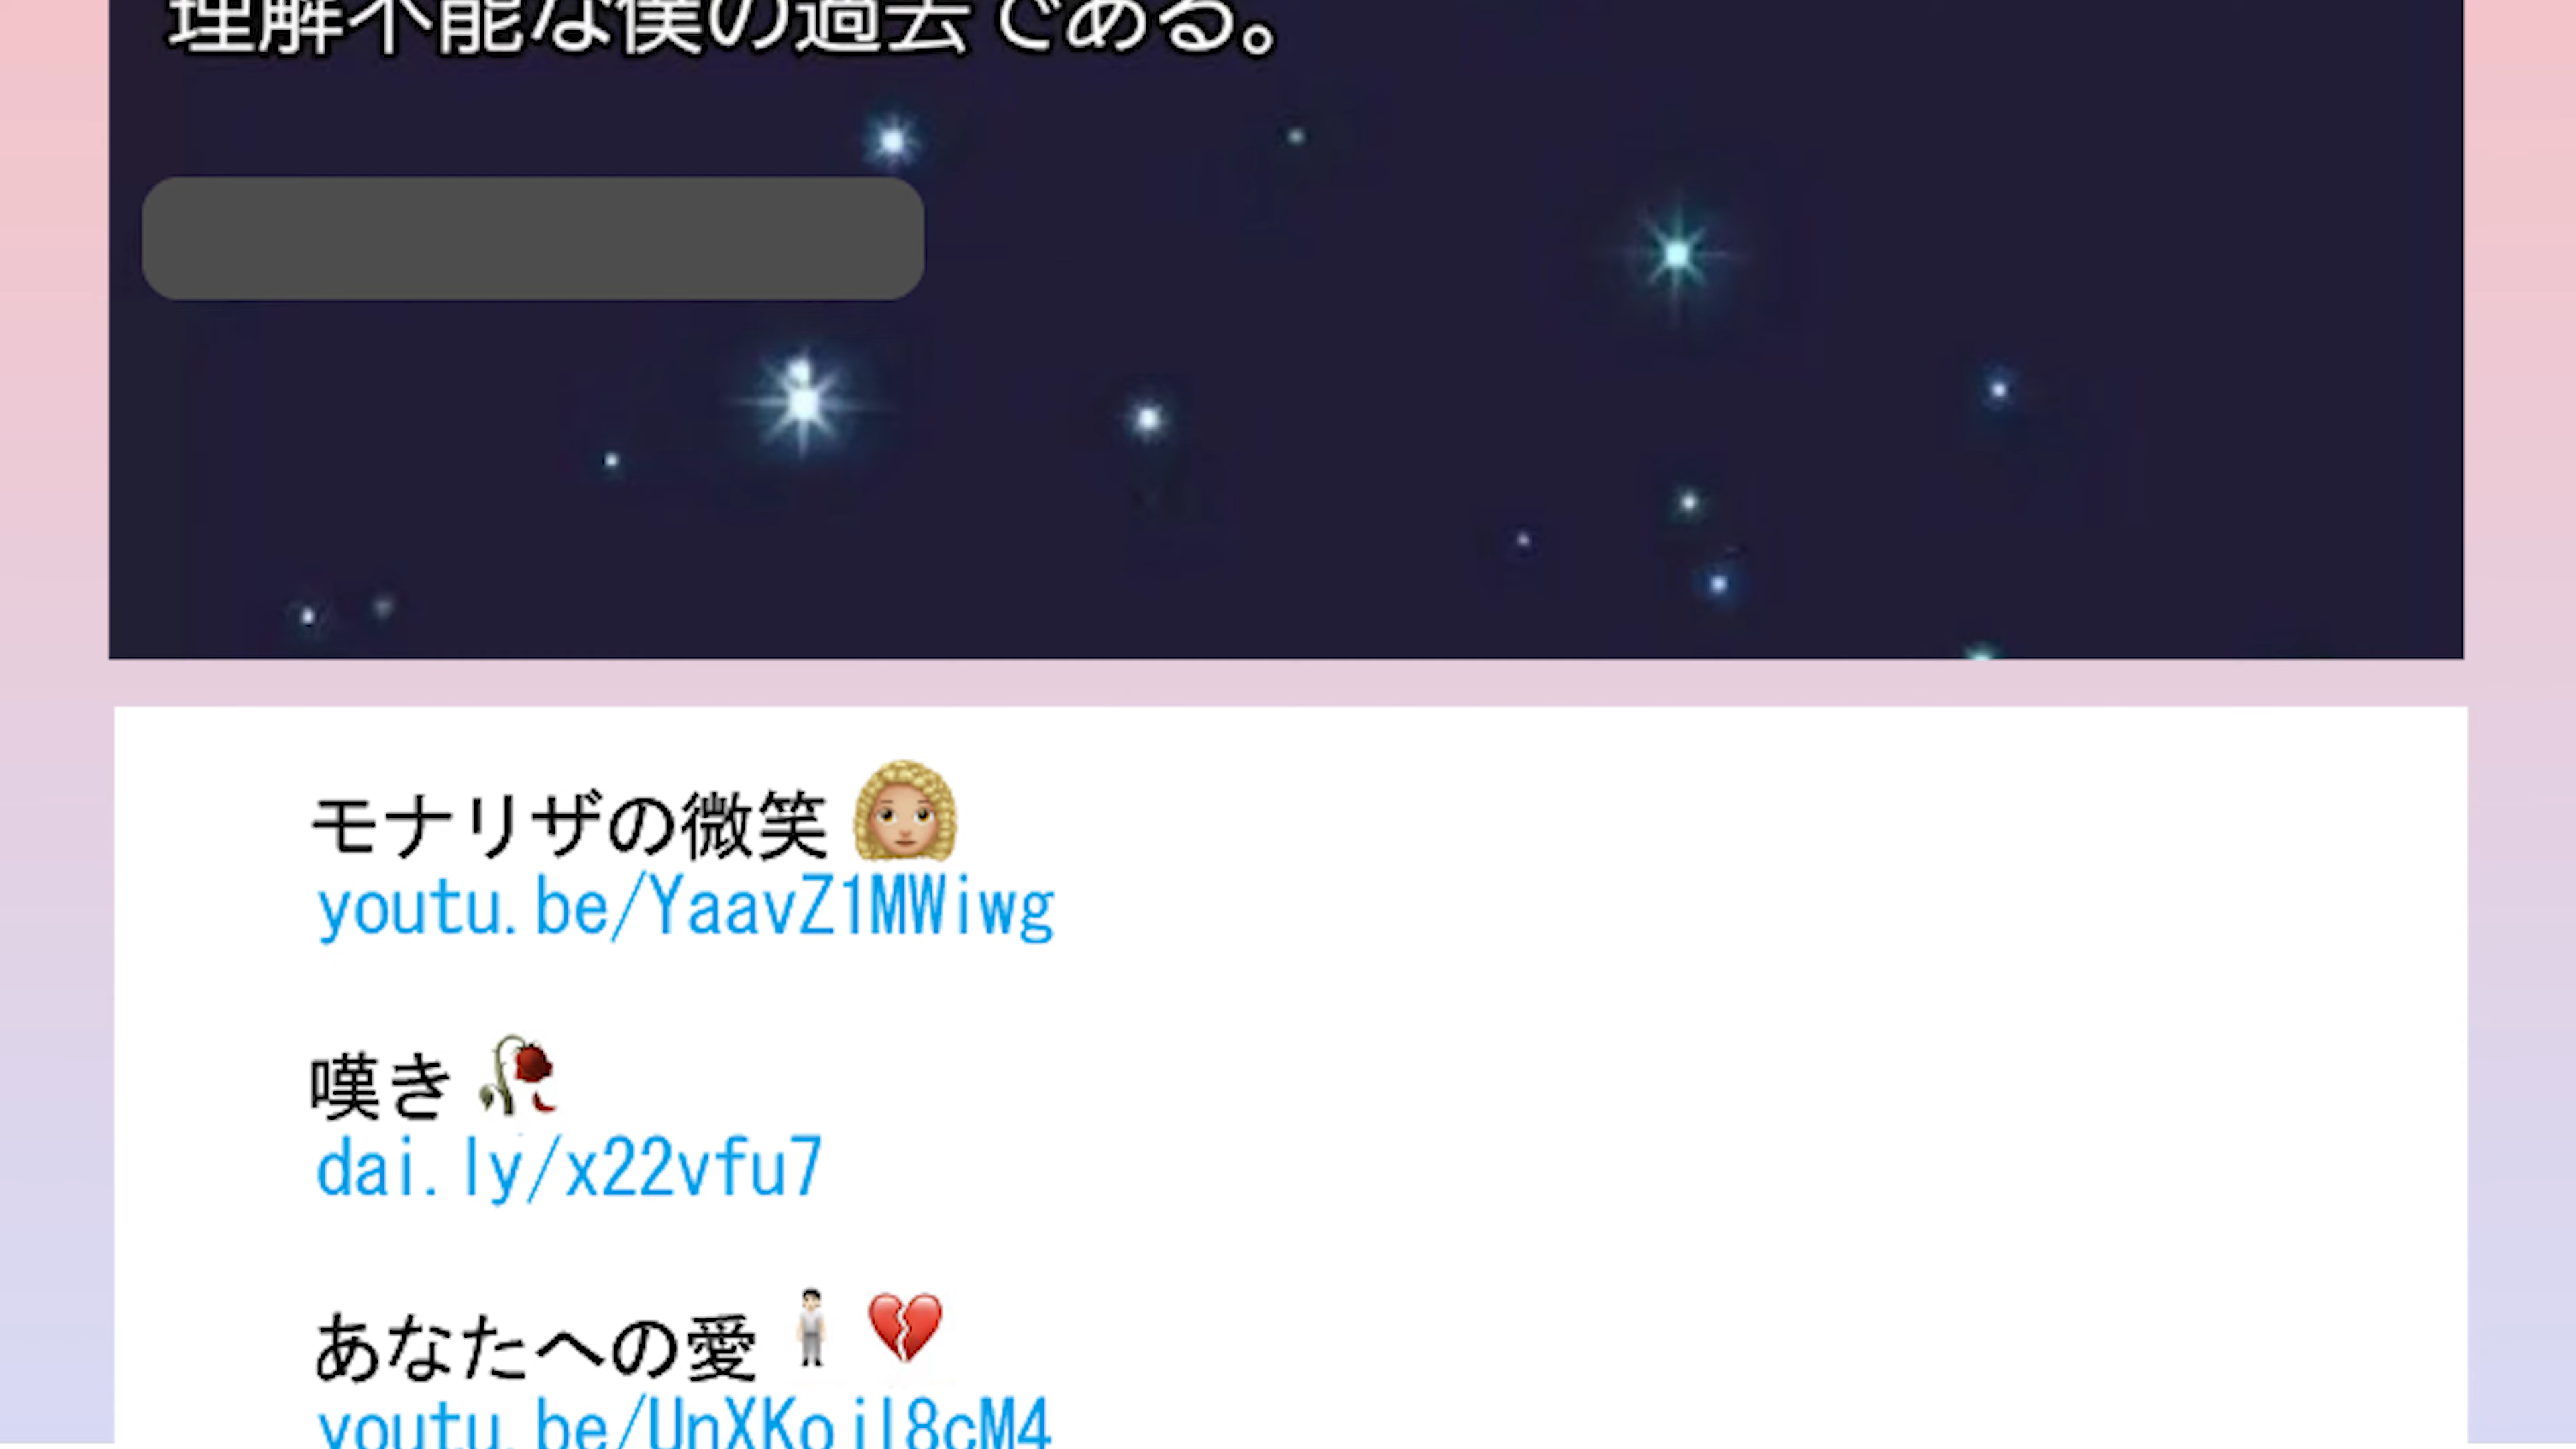 理解不能な僕の過去である。
モナリザの微笑
youtu.be/YaavZ1MWiwg
嘆き
dai.ly/x22vfu7
あなたへの愛
youtu.be/UnXKojl8cM4